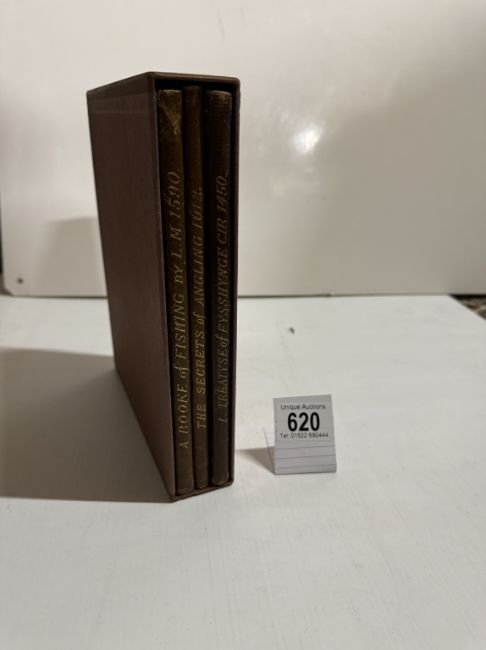 A BOOKE of FISHING BY L.M. 1590.
THE SECRETS of ANGLING 1613.
TREATYSE of FYSSHYNGE CIR 1450
Unique Auctions
620
Tel: 01522 690444